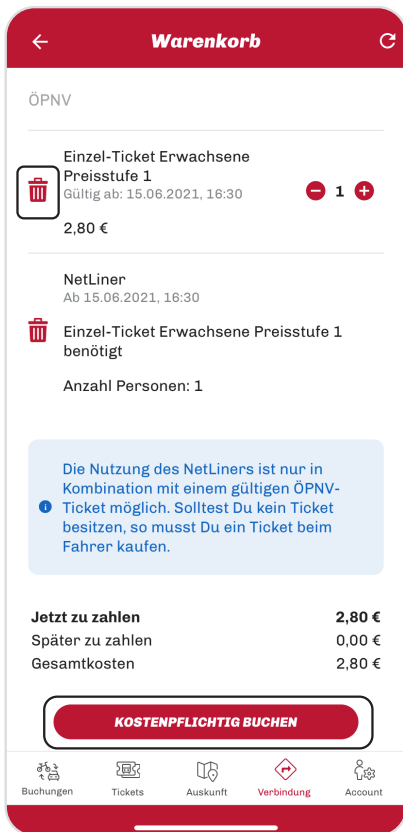 Warenkorb
ÖPNV
Einzel-Ticket Erwachsene
Preisstufe 1
Gültig ab: 15.06.2021, 16:30
1
2,80 €
NetLiner
Ab 15.06.2021, 16:30
Einzel-Ticket Erwachsene Preisstufe 1
benötigt
Anzahl Personen: 1
Die Nutzung des NetLiners ist nur in
Kombination mit einem gültigen ÖPNV-
Ticket möglich. Solltest Du kein Ticket
besitzen, so musst Du ein Ticket beim
Fahrer kaufen.
Jetzt zu zahlen 2,80 €
Später zu zahlen 0,00 €
Gesamtkosten 2,80 €
KOSTENPFLICHTIG BUCHEN
Buchungen Tickets Auskunft Verbindung Account